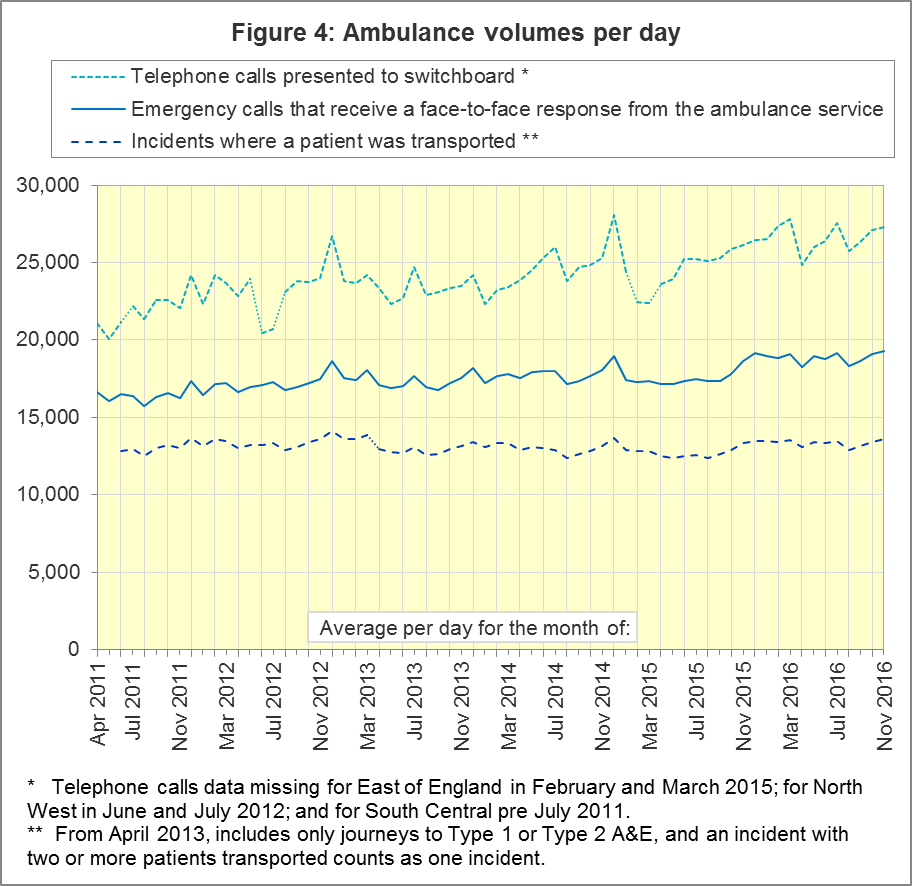 Figure 4: Ambulance volumes per day
Telephone calls presented to switchboard *
Emergency calls that receive a face-to-face response from the ambulance service
Incidents where a patient was transported **
30,000
25,000
20,000
15,000
10,000
5,000
0
Average per day for the month of:
Apr 2011
Jul 2011
Nov 2011
Mar 2012
Jul 2012
Nov 2012
Mar 2013
Jul 2013
Nov 2013
Mar 2014
Jul 2014
Nov 2014
Mar 2015
Jul 2015
Nov 2015
Mar 2016
Jul 2016
Nov 2016
* Telephone calls data missing for East of England in February and March 2015; for North
West in June and July 2012; and for South Central pre July 2011.
** From April 2013, includes only journeys to Type 1 or Type 2 A&E, and an incident with
two or more patients transported counts as one incident.